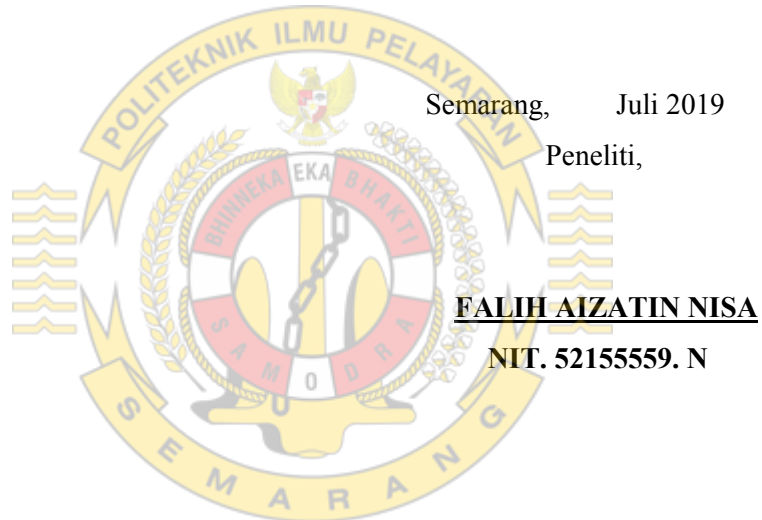 POLITEKNIK ILMU PELAYARAN
Semarang, Juli 2019
Peneliti,
BHINNEKA EKA BHAKTI
SAMODRA
FALIH AIZATIN NISA
NIT. 52155559. N
SEMARANG